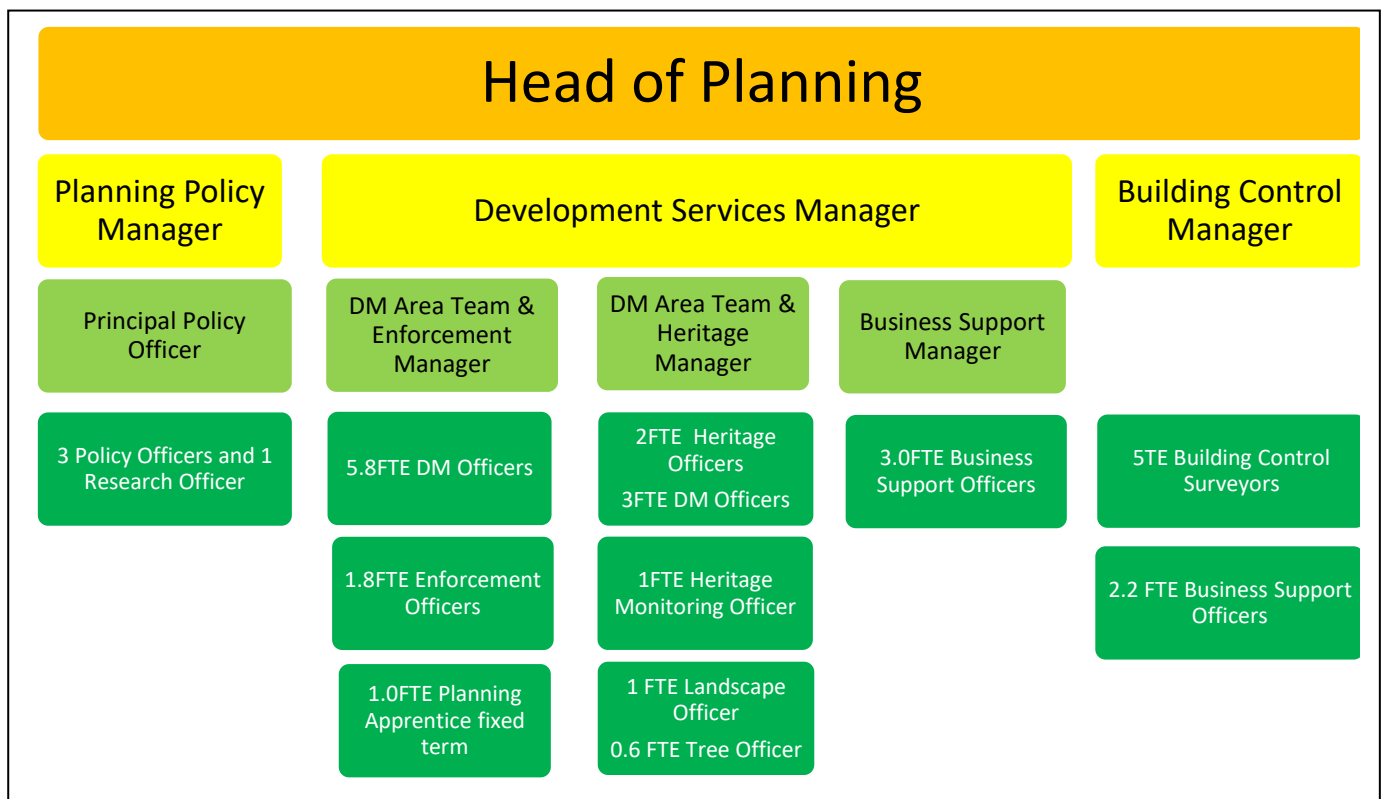 Head of Planning
Planning Policy
Manager
Development Services Manager
Building Control
Manager
Principal Policy
Officer
DM Area Team &
Enforcement
Manager
DM Area Team &
Heritage
Manager
Business Support
Manager
3 Policy Officers and 1
Research Officer
5.8FTE DM Officers
2FTE  Heritage
Officers
3FTE DM Officers
3.0FTE Business
Support Officers
5TE Building Control
Surveyors
1.8FTE Enforcement
Officers
1FTE Heritage
Monitoring Officer
2.2 FTE Business Support
Officers
1.0FTE Planning
Apprentice fixed
term
1 FTE Landscape
Officer
0.6 FTE Tree Officer